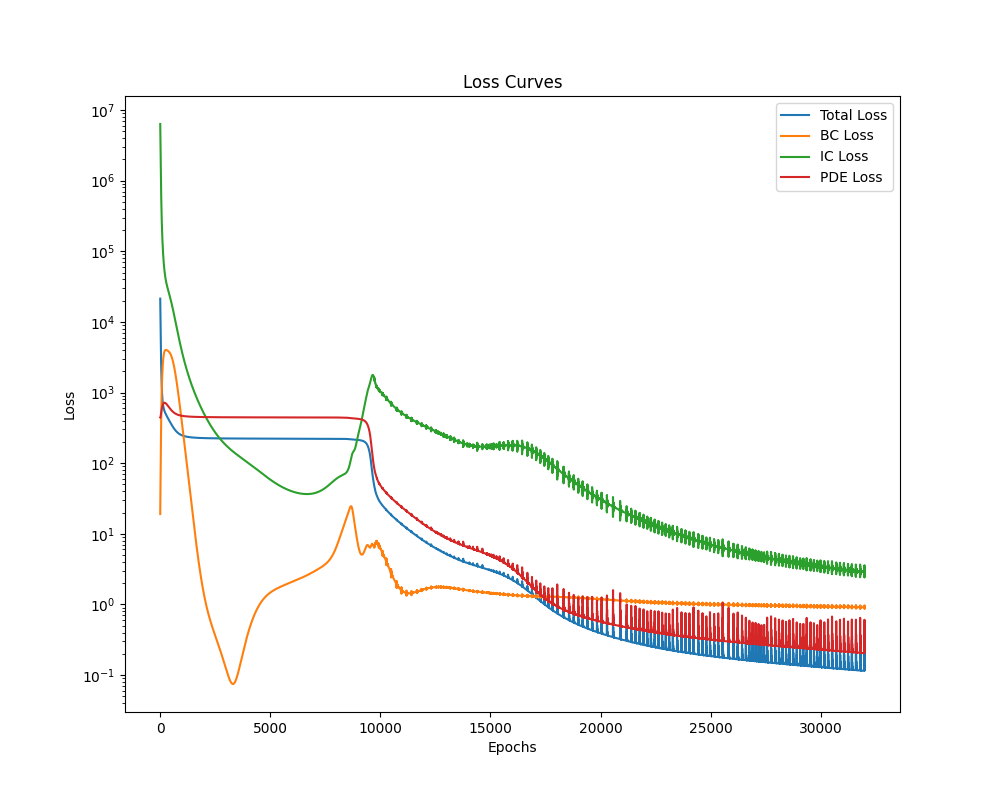 Loss Curves
Total Loss
BC Loss
IC Loss
PDE Loss
Loss
10⁷
10⁶
10⁵
10⁴
10³
10²
10¹
10⁰
10⁻¹
0 5000 10000 15000 20000 25000 30000
Epochs